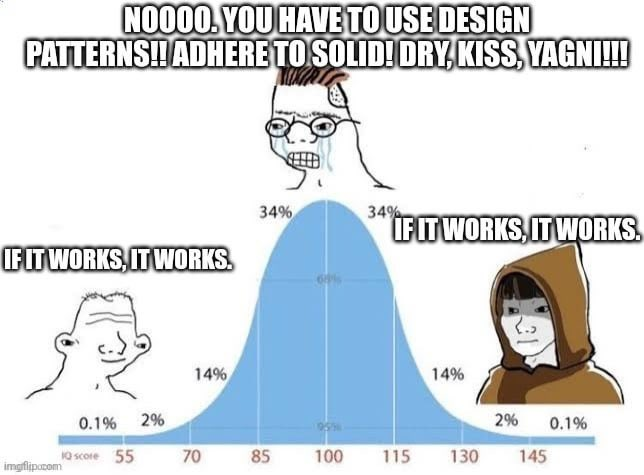 NOOOO. YOU HAVE TO USE DESIGN
PATTERNS!! ADHERE TO SOLID! DRY, KISS, YAGNI!!!
34%
34%
IF IT WORKS, IT WORKS.
IF IT WORKS, IT WORKS.
68%
14%
14%
0.1%
2%
95%
2%
0.1%
IQ score 55 70 85 100 115 130 145
imgflip.com